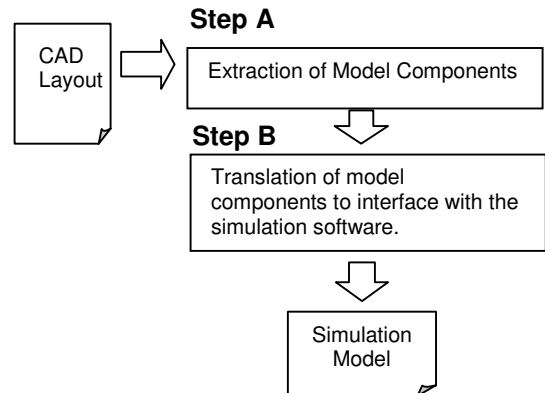 CAD
Layout
Step A
Extraction of Model Components
Step B
Translation of model
components to interface with the
simulation software.
Simulation
Model